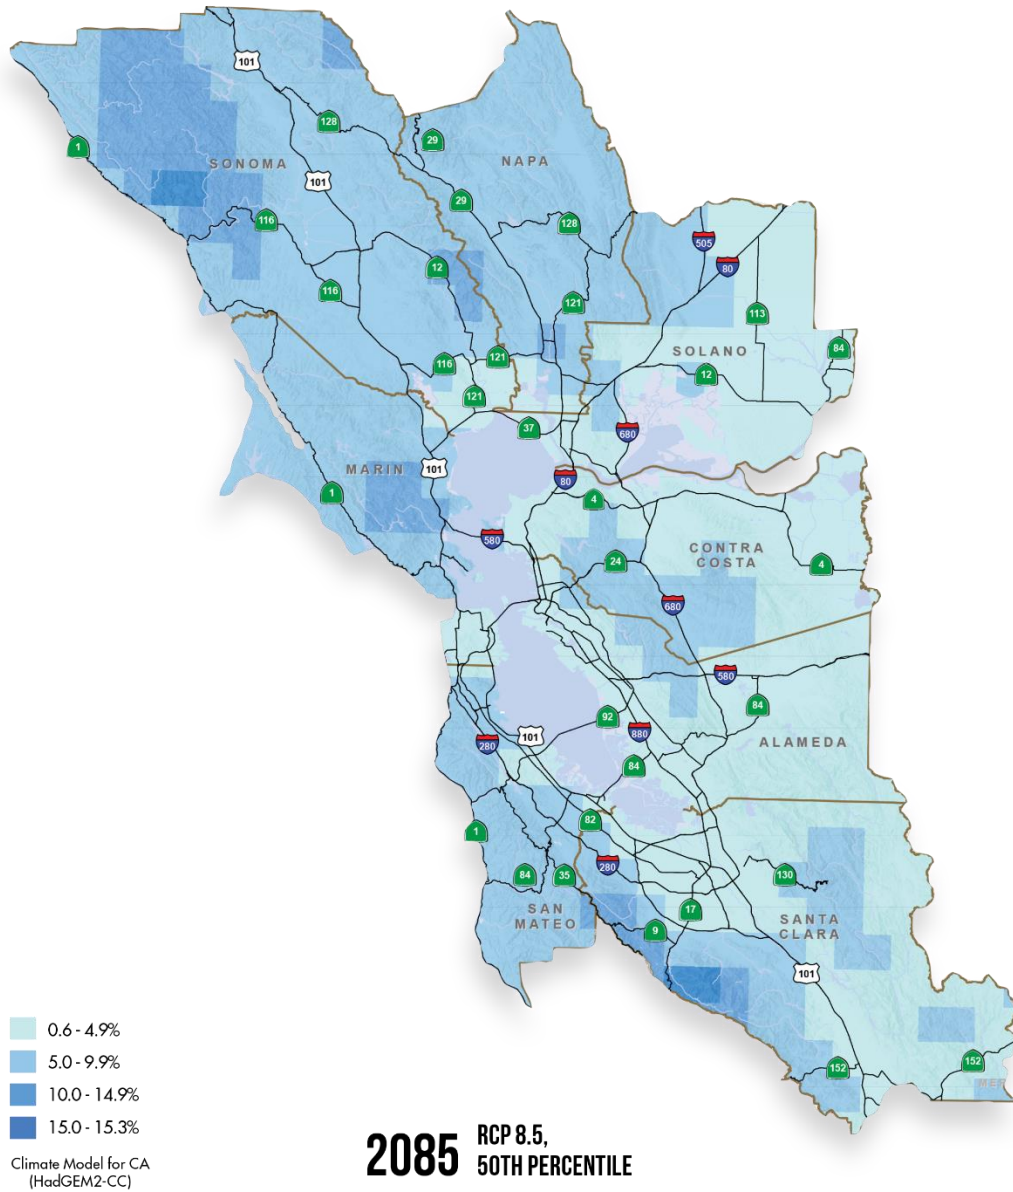 101
128
29
1
SONOMA
NAPA
101
29
116
128
505
80
12
116
121
113
SOLANO
84
116
121
12
121
37
680
MARIN
101
80
1
4
580
CONTRA
COSTA
24
4
680
580
84
92
101
280
880
ALAMEDA
84
1
82
280
84
35
130
SAN
MATEO
17
9
SANTA
CLARA
101
152
152
MER
0.6 - 4.9%
5.0 - 9.9%
10.0 - 14.9%
15.0 - 15.3%
Climate Model for CA
(HadGEM2-CC)
2085 RCP 8.5,
50TH PERCENTILE